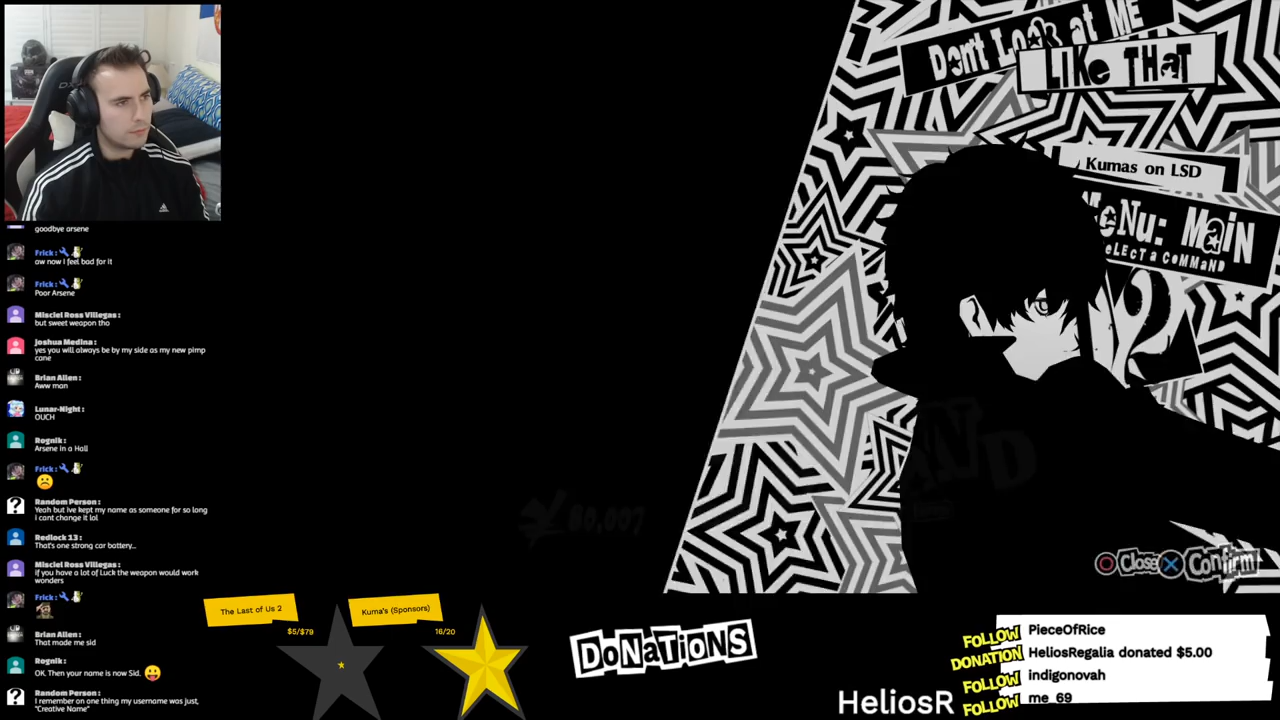 goodbye arsene
Frick :
aw now I feel bad for it
Frick :
Poor Arsene
Misciel Ross Villegas :
but sweet weapon tho
joshua Medina :
yes you will always be by my side as my new pimp
cane
Brian Allen :
Aww man
Lunar-Night :
OUCH
Rognik :
Arsene In a Hall
Frick :
Random Person :
Yeah but ive kept my name as someone for so long
i cant change it lol
Redlock 13 :
That's one strong car battery...
Misciel Ross Villegas :
If you have a lot of Luck the weapon would work
wonders
Frick :
Brian Allen :
That made me sld
Rognik :
OK. Then your name is now Sld.
Random Person :
I remember on one thing my username was just,
"Creative Name"
Don't Look at ME
LIKe THaT
Kumas on LSD
MeNu: MaiN
SeLECT a COMMaND
¥80,007
Close Confirm
The Last of Us 2
$5/$79
Kuma's (Sponsors)
16/20
DoNaTioNS
HeliosR
FOLLOW PieceOfRice
DONATION HeliosRegalia donated $5.00
FOLLOW indigonovah
FOLLOW me 69